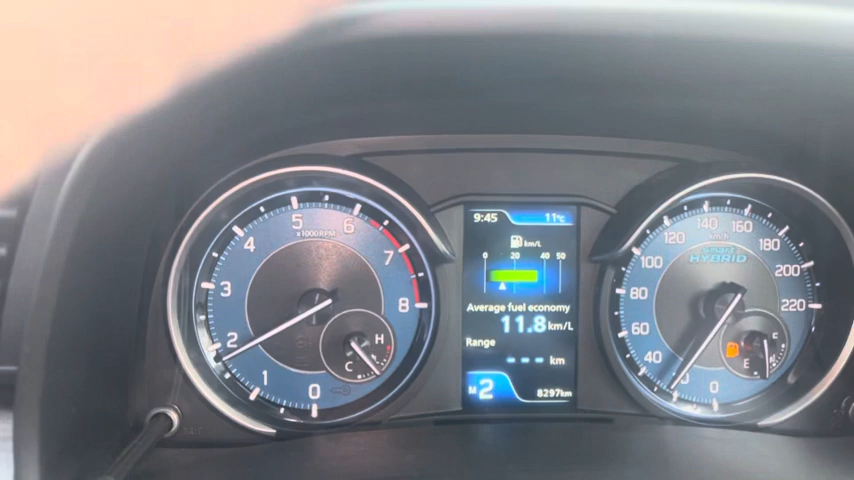 5
x1000RPM
6
4
7
3
8
2
1
0
H
C
9:45
11°C
km/L
0 20 40 50
Average fuel economy
11.8 km/L
Range
--- km
M 2
8297km
140
160
km/h
120
180
smart
HYBRID
100
200
80
220
60
40
0
F
E